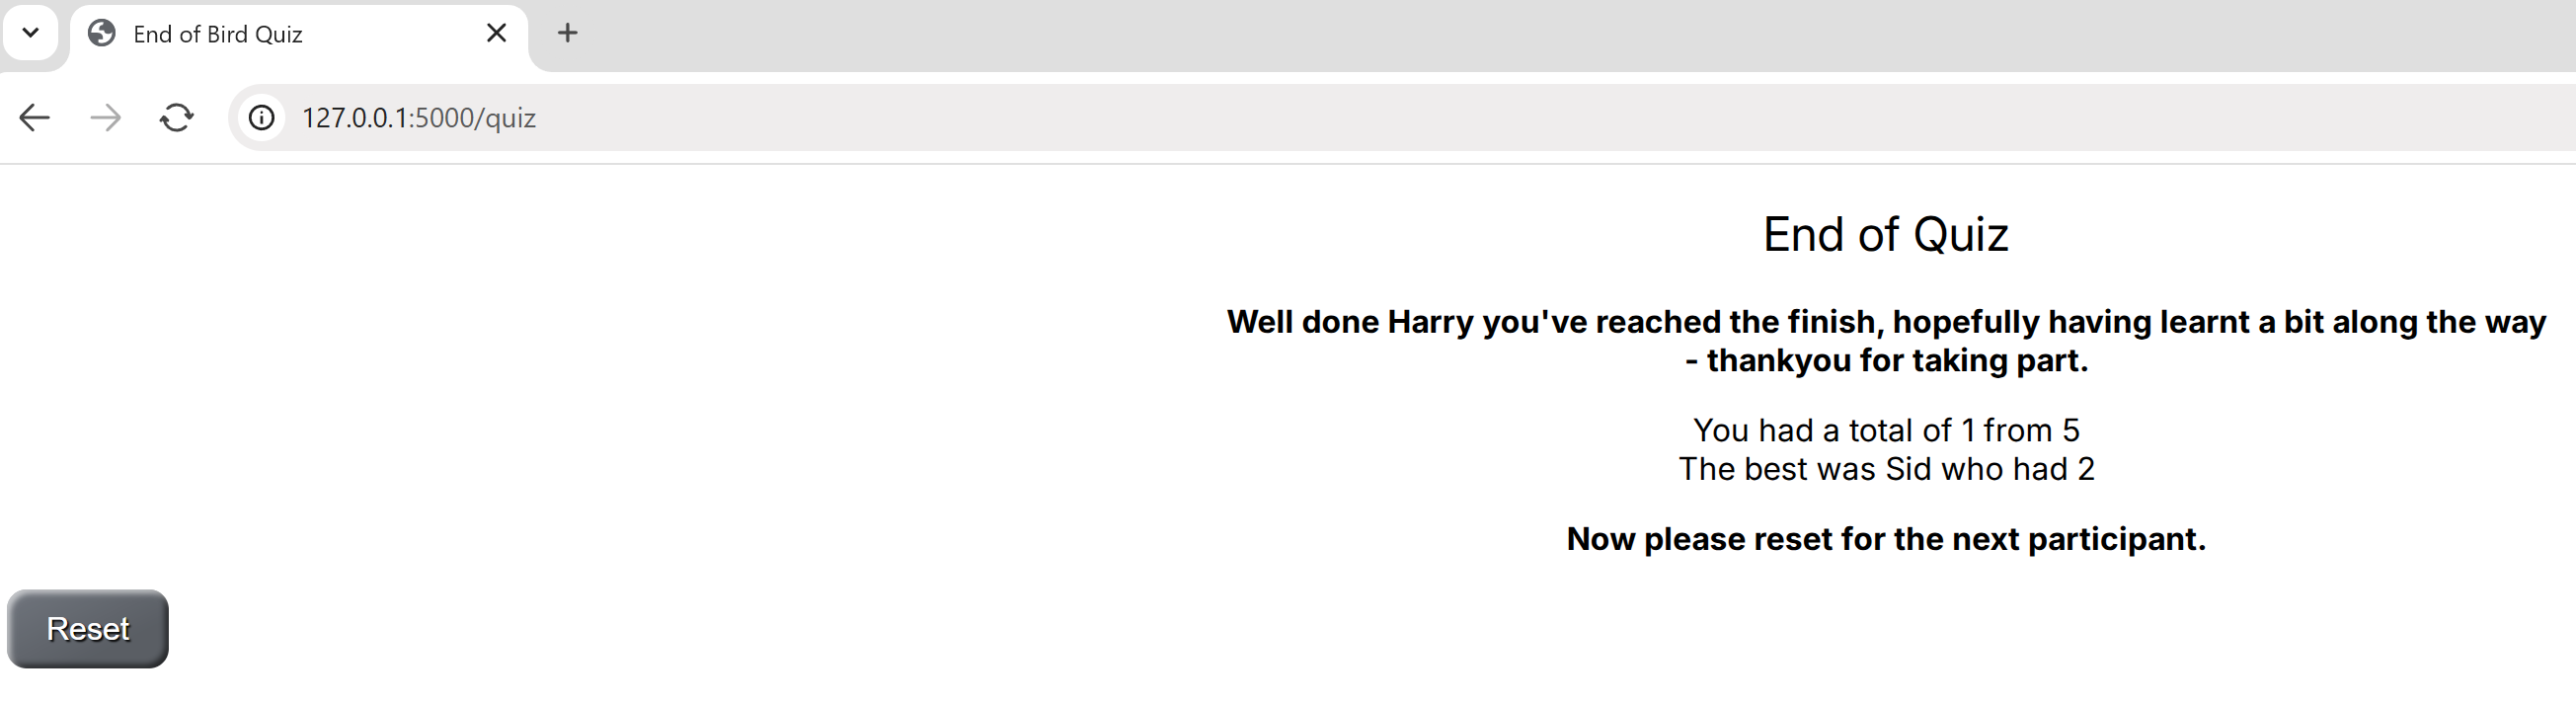 End of Bird Quiz
127.0.0.1:5000/quiz
End of Quiz
Well done Harry you've reached the finish, hopefully having learnt a bit along the way
- thankyou for taking part.
You had a total of 1 from 5
The best was Sid who had 2
Now please reset for the next participant.
Reset